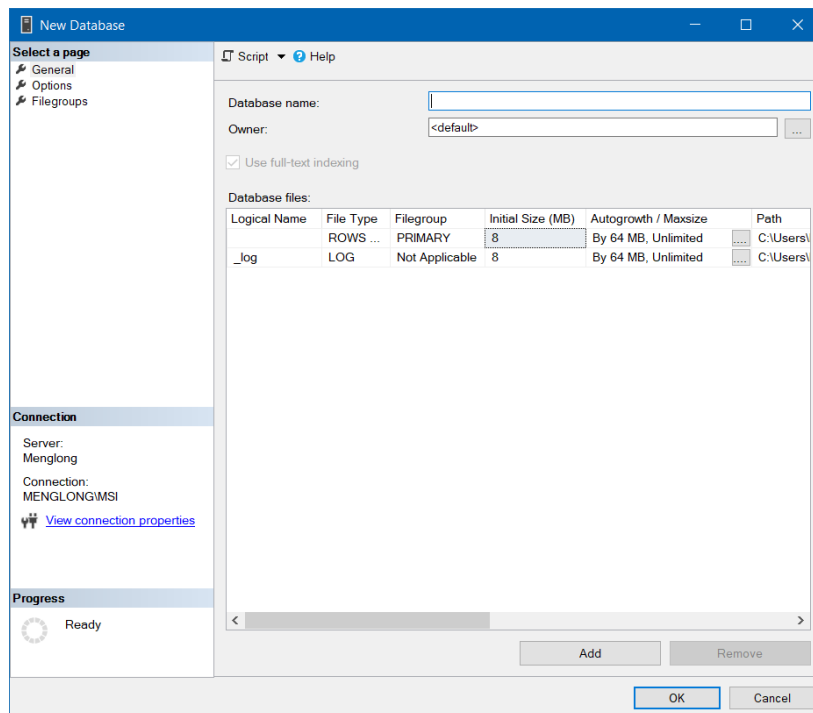 New Database
Select a page
General
Options
Filegroups
Script Help
Database name:
Owner: <default> ...
Use full-text indexing
Database files:
Logical Name File Type Filegroup Initial Size (MB) Autogrowth / Maxsize Path
ROWS ... PRIMARY 8 By 64 MB, Unlimited .... C:\Users\
_log LOG Not Applicable 8 By 64 MB, Unlimited .... C:\Users\
Connection
Server:
Menglong
Connection:
MENGLONG\MSI
View connection properties
Progress
Ready
Add Remove
OK Cancel